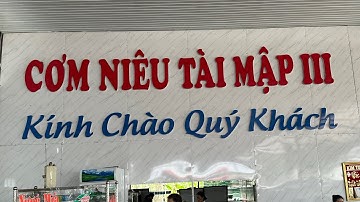 CƠM NIÊU TÀI MẬP III
Kính Chào Quý Khách